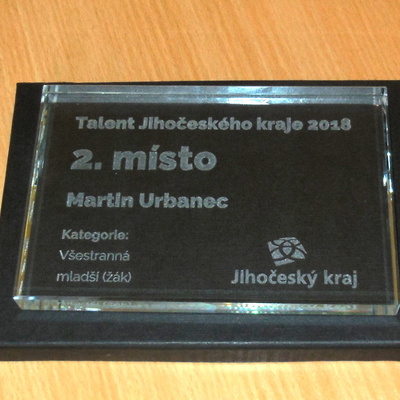 Talent Jihočeského kraje 2018
2. místo
Martin Urbanec
Kategorie:
Všestranná
mladší (žák)
Jihočeský kraj